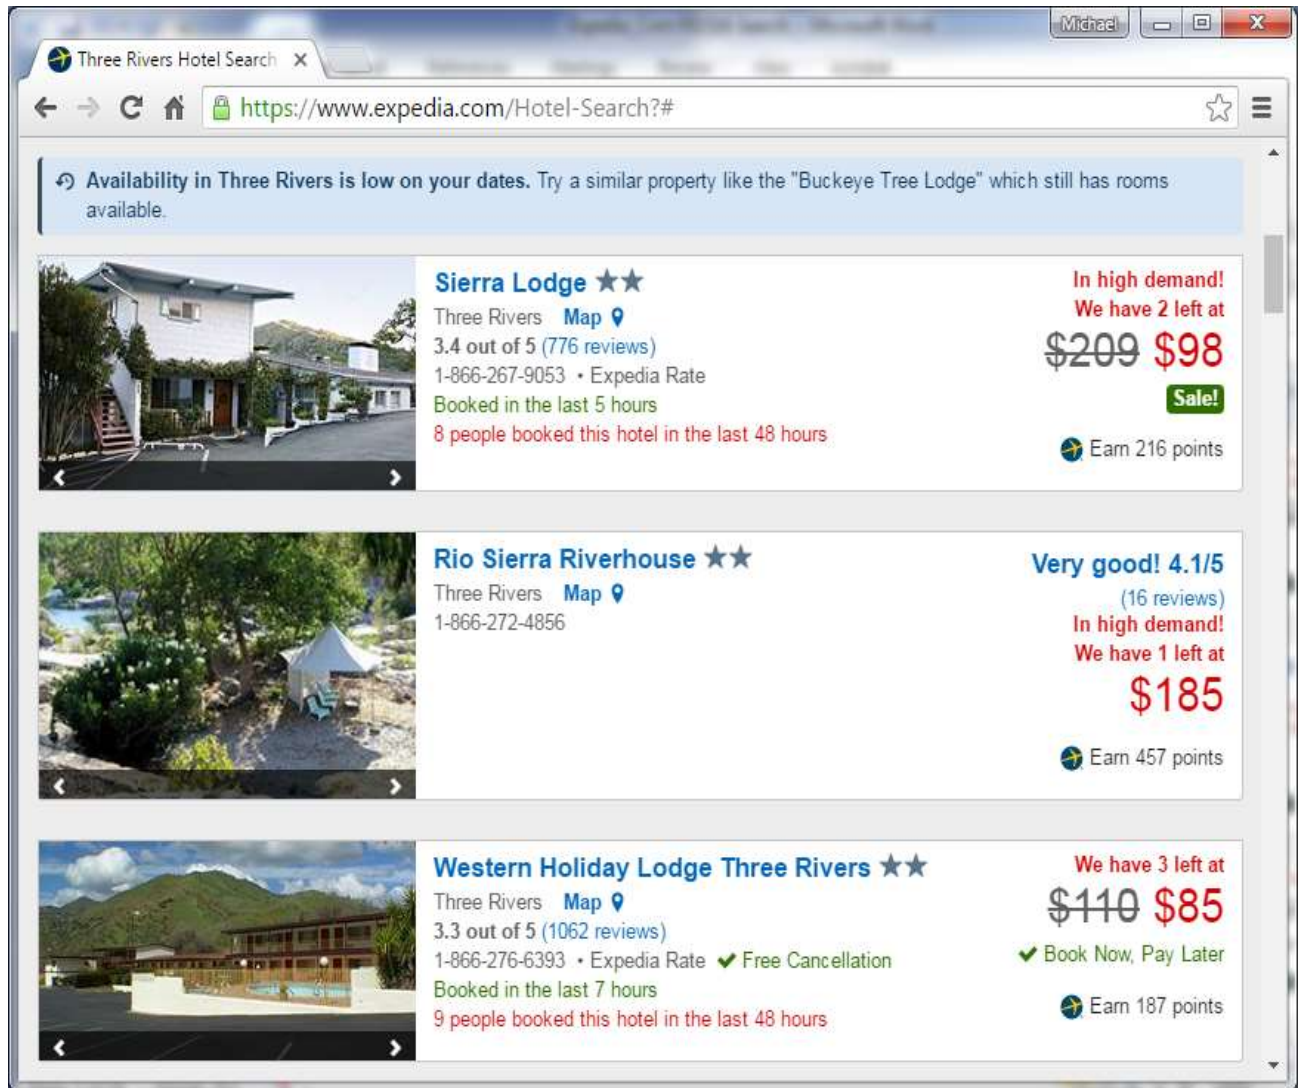 Michael
Three Rivers Hotel Search
https://www.expedia.com/Hotel-Search?#
Availability in Three Rivers is low on your dates. Try a similar property like the "Buckeye Tree Lodge" which still has rooms
available.
Sierra Lodge
Three Rivers Map
3.4 out of 5 (776 reviews)
1-866-267-9053 • Expedia Rate
Booked in the last 5 hours
8 people booked this hotel in the last 48 hours
In high demand!
We have 2 left at
$209 $98
Sale!
Earn 216 points
Rio Sierra Riverhouse
Three Rivers Map
1-866-272-4856
Very good! 4.1/5
(16 reviews)
In high demand!
We have 1 left at
$185
Earn 457 points
Western Holiday Lodge Three Rivers
Three Rivers Map
3.3 out of 5 (1062 reviews)
1-866-276-6393 • Expedia Rate ✔ Free Cancellation
Booked in the last 7 hours
9 people booked this hotel in the last 48 hours
We have 3 left at
$110 $85
✔ Book Now, Pay Later
Earn 187 points